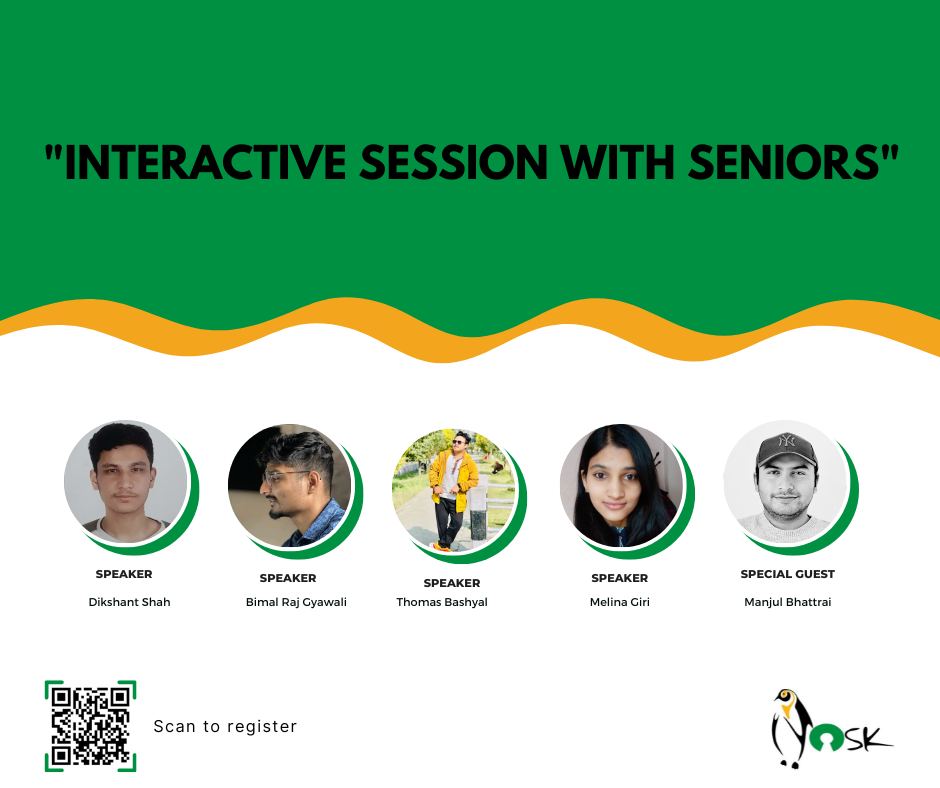 "INTERACTIVE SESSION WITH SENIORS"
SPEAKER
Dikshant Shah
SPEAKER
Bimal Raj Gyawali
SPEAKER
Thomas Bashyal
SPEAKER
Melina Giri
SPECIAL GUEST
Manjul Bhattrai
Scan to register
OSK